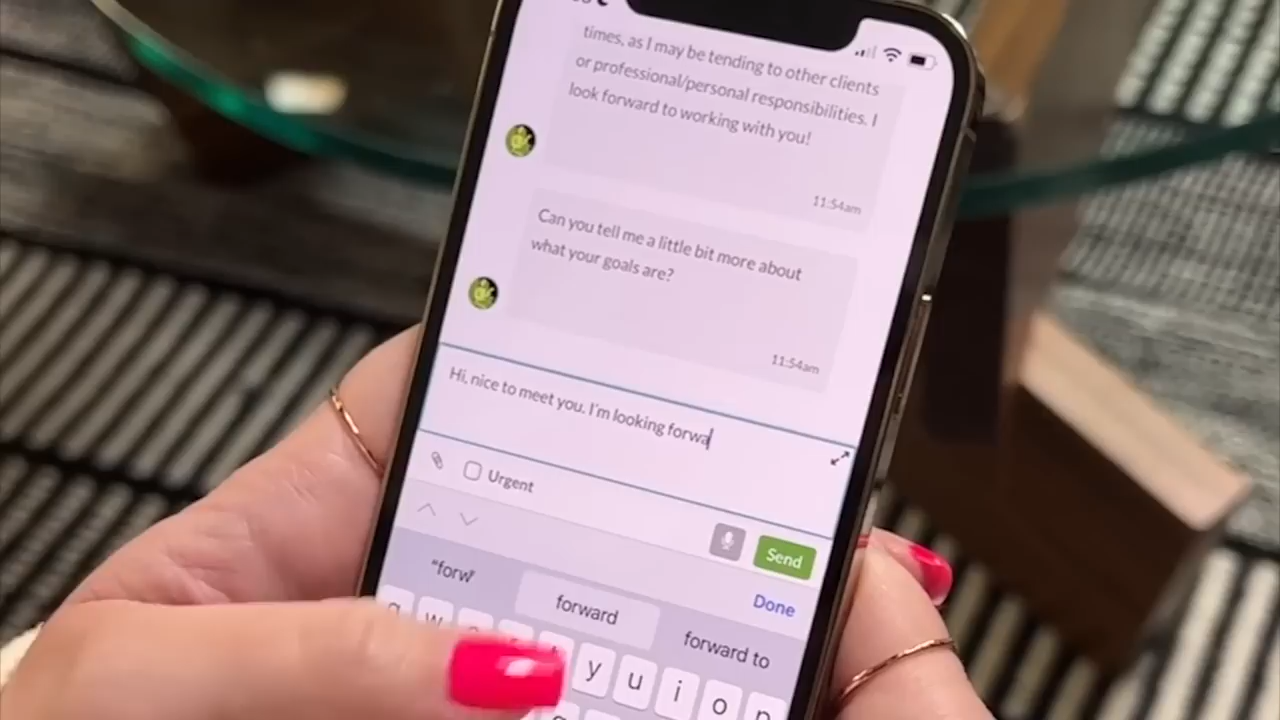 times, as I may be tending to other clients
or professional/personal responsibilities. I
look forward to working with you!
11:54am
Can you tell me a little bit more about
what your goals are?
11:54am
Hi, nice to meet you. I'm looking forwa
Urgent
Send
Done
"forw"
forward
forward to
q w
y u i o p